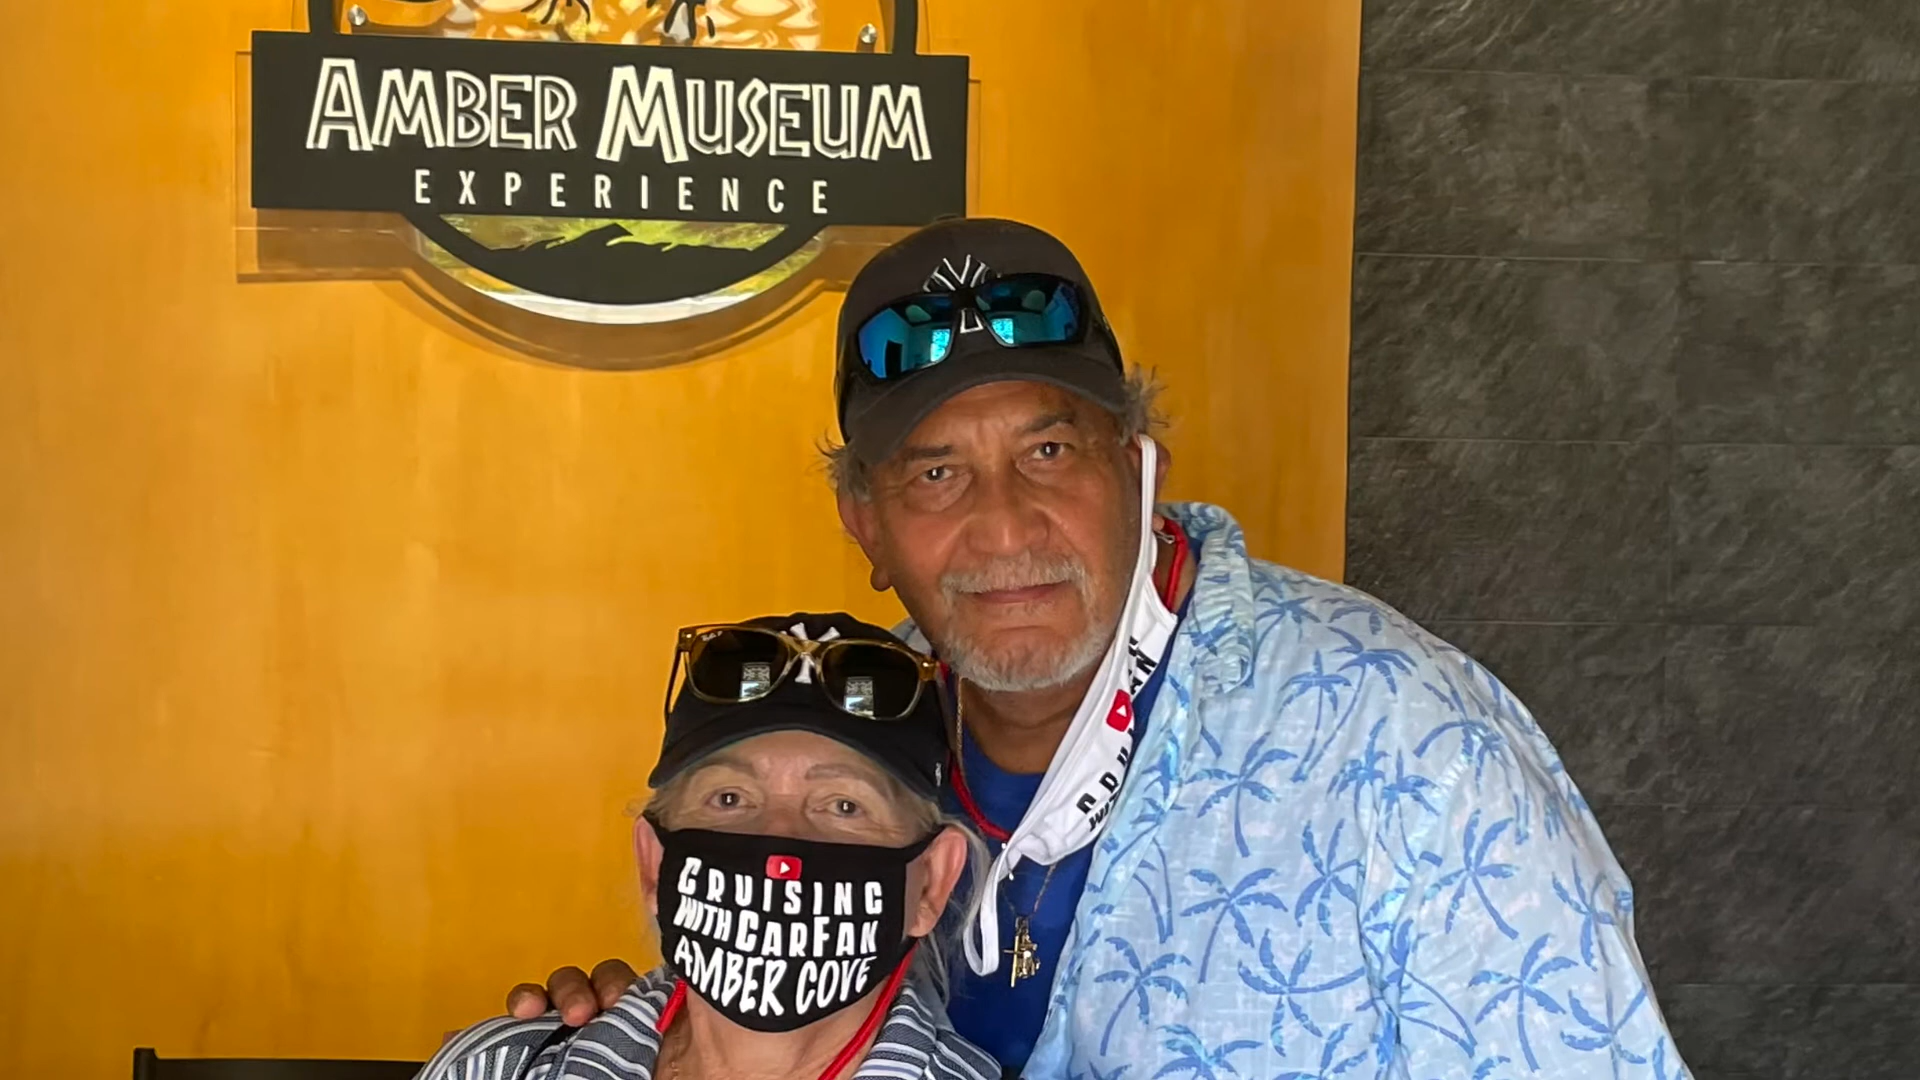 AMBER MUSEUM
EXPERIENCE
CRUISING
WITH CARFAN
AMBER COVE